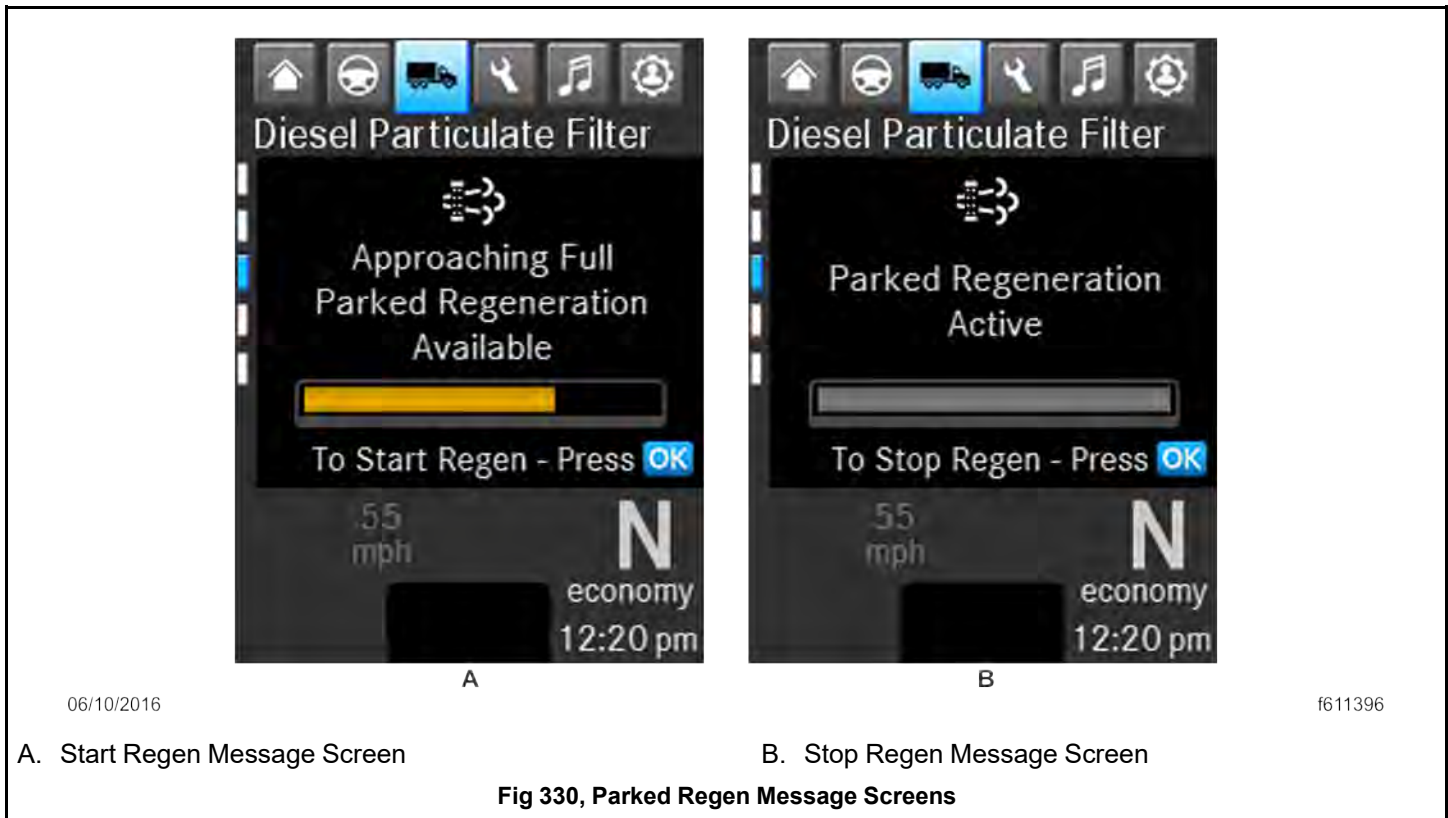 Diesel Particulate Filter
Approaching Full
Parked Regeneration
Available
To Start Regen - Press OK
55
mph
N
economy
12:20 pm
A
Diesel Particulate Filter
Parked Regeneration
Active
To Stop Regen - Press OK
55
mph
N
economy
12:20 pm
B
06/10/2016
f611396
A. Start Regen Message Screen
B. Stop Regen Message Screen
Fig 330, Parked Regen Message Screens